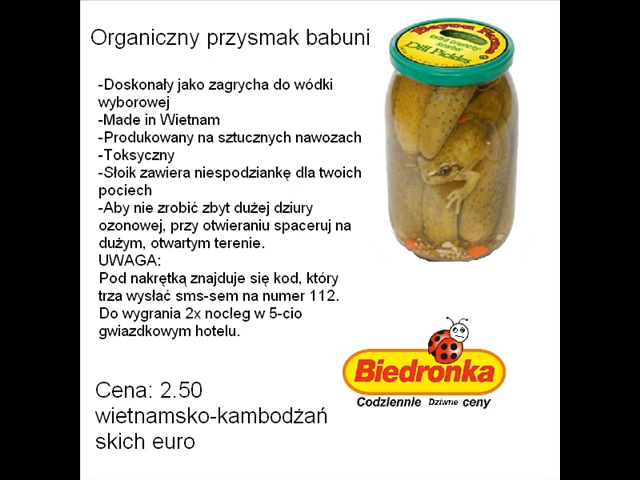 Organiczny przysmak babuni
-Doskonały jako zagrycha do wódki
wyborowej
-Made in Wietnam
-Produkowany na sztucznych nawozach
-Toksyczny
-Słoik zawiera niespodziankę dla twoich
pociech
-Aby nie zrobić zbyt dużej dziury
ozonowej, przy otwieraniu spaceruj na
dużym, otwartym terenie.
UWAGA:
Pod nakrętką znajduje się kod, który
trza wysłać sms-sem na numer 112.
Do wygrania 2x nocleg w 5-cio
gwiazdkowym hotelu.
Cena: 2.50
wietnamsko-kambodżań
skich euro
Farms
Dill Pickles
Biedronka
Codziennie Dziwne ceny